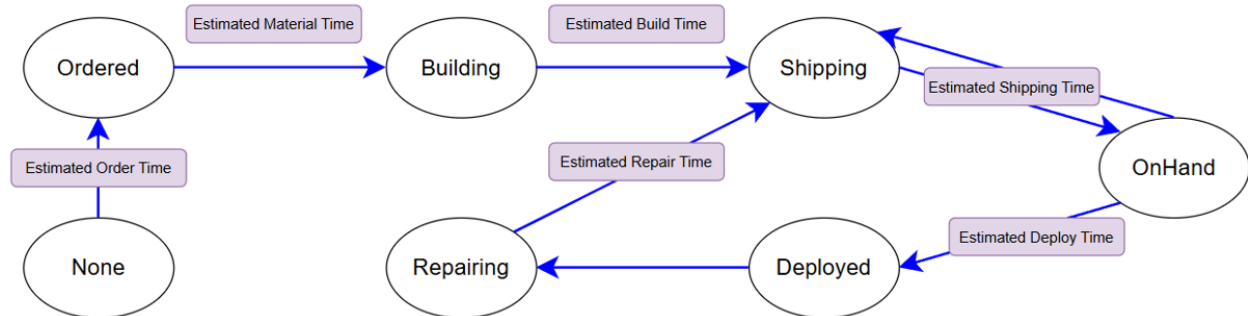 Estimated Material Time
Estimated Build Time
Ordered
Building
Shipping
Estimated Shipping Time
Estimated Order Time
Estimated Repair Time
OnHand
Estimated Deploy Time
None
Repairing
Deployed